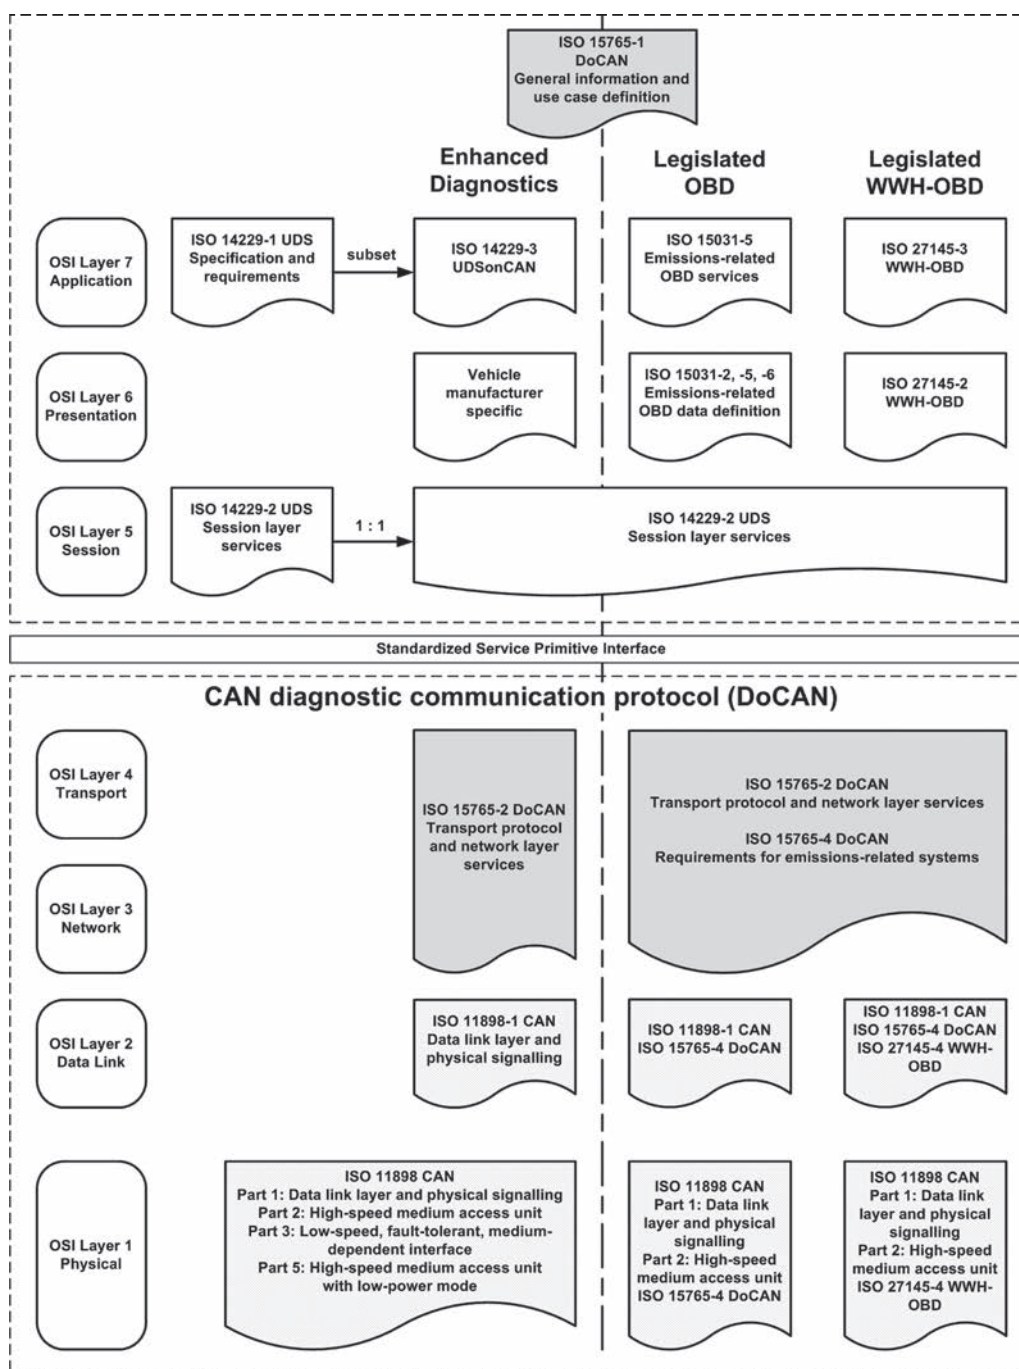 ISO 15765-1
DoCAN
General information and
use case definition
Enhanced
Diagnostics
Legislated
OBD
Legislated
WWH-OBD
OSI Layer 7
Application
ISO 14229-1 UDS
Specification and
requirements
subset
ISO 14229-3
UDSonCAN
ISO 15031-5
Emissions-related
OBD services
ISO 27145-3
WWH-OBD
OSI Layer 6
Presentation
Vehicle
manufacturer
specific
ISO 15031-2, -5, -6
Emissions-related
OBD data definition
ISO 27145-2
WWH-OBD
OSI Layer 5
Session
ISO 14229-2 UDS
Session layer
services
1 : 1
ISO 14229-2 UDS
Session layer services
Standardized Service Primitive Interface
CAN diagnostic communication protocol (DoCAN)
OSI Layer 4
Transport
ISO 15765-2 DoCAN
Transport protocol
and network layer
services
ISO 15765-2 DoCAN
Transport protocol and network layer services
ISO 15765-4 DoCAN
Requirements for emissions-related systems
OSI Layer 3
Network
OSI Layer 2
Data Link
ISO 11898-1 CAN
Data link layer and
physical signalling
ISO 11898-1 CAN
ISO 15765-4 DoCAN
ISO 11898-1 CAN
ISO 15765-4 DoCAN
ISO 27145-4 WWH-
OBD
OSI Layer 1
Physical
ISO 11898 CAN
Part 1: Data link layer and physical signalling
Part 2: High-speed medium access unit
Part 3: Low-speed, fault-tolerant, medium-
dependent interface
Part 5: High-speed medium access unit
with low-power mode
ISO 11898 CAN
Part 1: Data link
layer and physical
signalling
Part 2: High-speed
medium access unit
ISO 15765-4 DoCAN
ISO 11898 CAN
Part 1: Data link
layer and physical
signalling
Part 2: High-speed
medium access unit
ISO 27145-4 WWH-
OBD